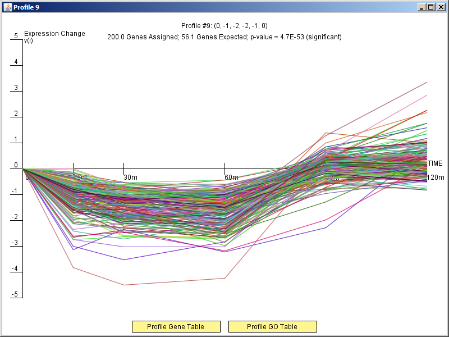 Profile 9
Profile #9: (0, -1, -2, -2, -1, 0)
200.0 Genes Assigned; 56.1 Genes Expected; p-value = 4.7E-53 (significant)
Expression Change
v(i)
5
4
3
2
1
0
-1
-2
-3
-4
-5
30m
60m
TIME
120m
Profile Gene Table
Profile GO Table